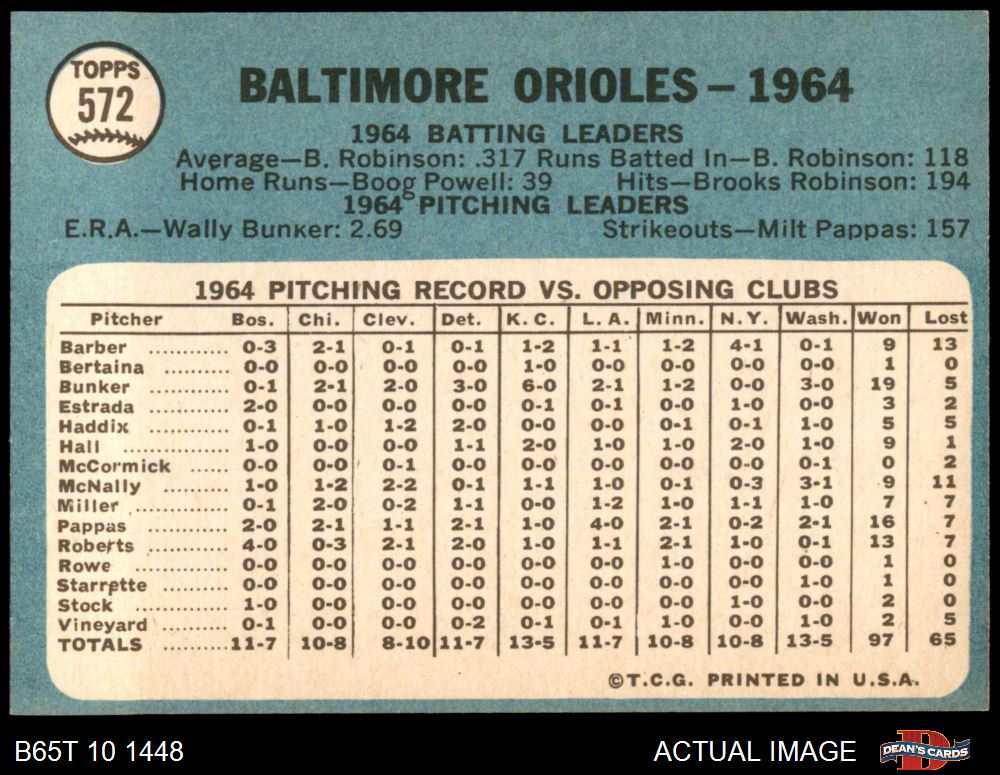 TOPPS
572
BALTIMORE ORIOLES – 1964
1964 BATTING LEADERS
Average—B. Robinson: .317 Runs Batted In—B. Robinson: 118
Home Runs—Boog Powell: 39 Hits—Brooks Robinson: 194
1964 PITCHING LEADERS
E.R.A.—Wally Bunker: 2.69 Strikeouts—Milt Pappas: 157
1964 PITCHING RECORD VS. OPPOSING CLUBS
Pitcher Bos. Chi. Clev. Det. K. C. L. A. Minn. N. Y. Wash. Won Lost
Barber ............ 0-3 2-1 0-1 0-1 1-2 1-1 1-2 4-1 0-1 9 13
Bertaina .......... 0-0 0-0 0-0 0-0 1-0 0-0 0-0 0-0 0-0 1 0
Bunker ............ 0-1 2-1 2-0 3-0 6-0 2-1 1-2 0-0 3-0 19 5
Estrada ........... 2-0 0-0 0-0 0-0 0-1 0-1 0-0 1-0 0-0 3 2
Haddix ............ 0-1 1-0 1-2 2-0 0-0 0-0 0-1 0-1 1-0 5 5
Hall ................ 1-0 0-0 0-0 1-1 2-0 1-0 1-0 2-0 1-0 9 1
McCormick ...... 0-0 0-0 0-1 0-0 0-0 0-0 0-0 0-0 0-1 0 2
McNally .......... 1-0 1-2 2-2 0-1 1-1 1-0 0-1 0-3 3-1 9 11
Miller .............. 0-1 2-0 0-2 1-1 0-0 1-2 1-0 1-1 1-0 7 7
Pappas ............ 2-0 2-1 1-1 2-1 1-0 4-0 2-1 0-2 2-1 16 7
Roberts ............ 4-0 0-3 2-1 2-0 1-0 1-1 2-1 1-0 0-1 13 7
Rowe .............. 0-0 0-0 0-0 0-0 0-0 0-0 1-0 0-0 0-0 1 0
Starrette .......... 0-0 0-0 0-0 0-0 0-0 0-0 0-0 0-0 1-0 1 0
Stock .............. 1-0 0-0 0-0 0-0 0-0 0-0 0-0 1-0 0-0 2 0
Vineyard .......... 0-1 0-0 0-0 0-2 0-1 0-1 1-0 0-0 1-0 2 5
TOTALS .......... 11-7 10-8 8-10 11-7 13-5 11-7 10-8 10-8 13-5 97 65
©T.C.G. PRINTED IN U.S.A.
B65T 10 1448 ACTUAL IMAGE DEAN'S CARDS